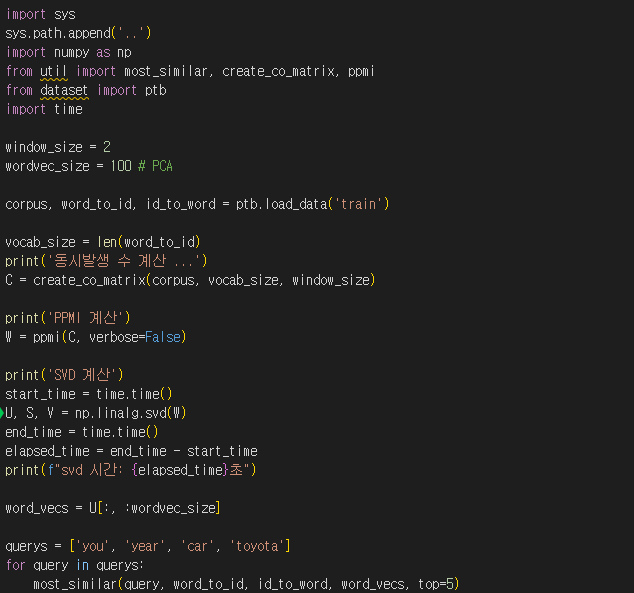 import sys
sys.path.append('..')
import numpy as np
from util import most_similar, create_co_matrix, ppmi
from dataset import ptb
import time
window_size = 2
wordvec_size = 100 # PCA
corpus, word_to_id, id_to_word = ptb.load_data('train')
vocab_size = len(word_to_id)
print('동시발생 수 계산 ...')
C = create_co_matrix(corpus, vocab_size, window_size)
print('PPMI 계산')
W = ppmi(C, verbose=False)
print('SVD 계산')
start_time = time.time()
U, S, V = np.linalg.svd(W)
end_time = time.time()
elapsed_time = end_time - start_time
print(f"svd 시간: {elapsed_time}초")
word_vecs = U[:, :wordvec_size]
querys = ['you', 'year', 'car', 'toyota']
for query in querys:
    most_similar(query, word_to_id, id_to_word, word_vecs, top=5)